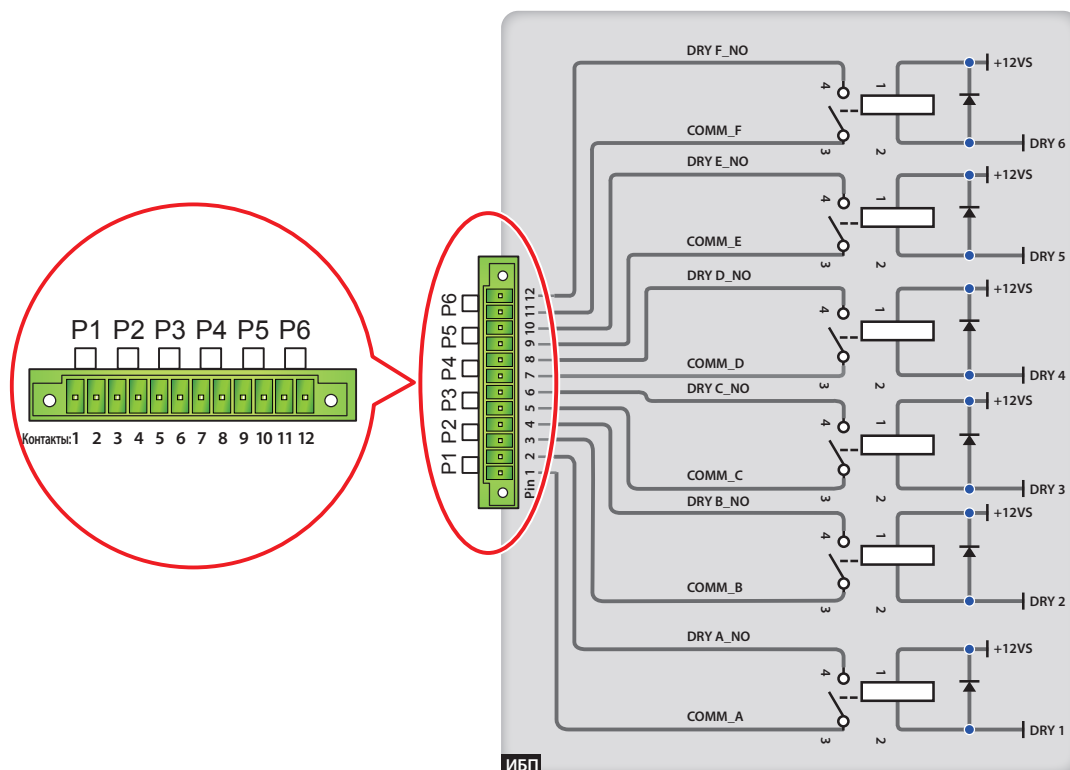 P1 P2 P3 P4 P5 P6
Контакты:1 2 3 4 5 6 7 8 9 10 11 12
P6
P5
P4
P3
P2
P1
12
11
10
9
8
7
6
5
4
3
2
Pin 1
DRY F_NO
4
1
+12VS
COMM_F
3
2
DRY 6
DRY E_NO
4
1
+12VS
COMM_E
3
2
DRY 5
DRY D_NO
4
1
+12VS
COMM_D
3
2
DRY 4
DRY C_NO
4
1
+12VS
COMM_C
3
2
DRY 3
DRY B_NO
4
1
+12VS
COMM_B
3
2
DRY 2
DRY A_NO
4
1
+12VS
COMM_A
3
2
DRY 1
ИБП